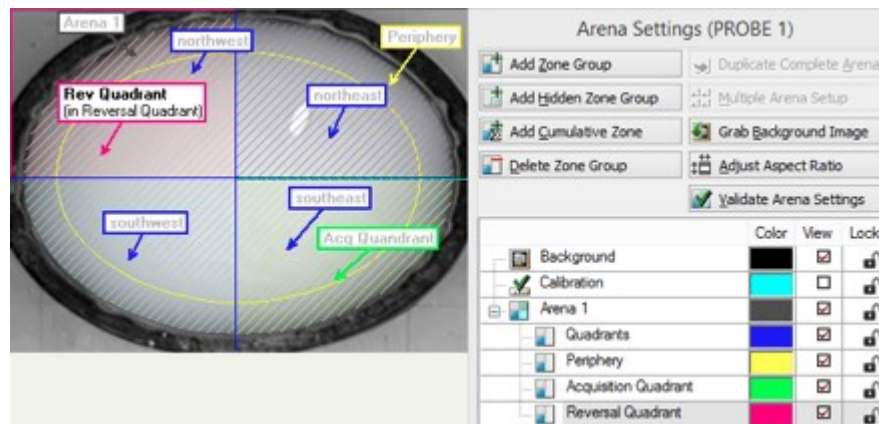 Arena 1
northwest
Periphery
Rev Quadrant
(in Reversal Quadrant)
northeast
southwest
southeast
Acq Quandrant
Arena Settings (PROBE 1)
Add Zone Group
Duplicate Complete Arena
Add Hidden Zone Group
Multiple Arena Setup
Add Cumulative Zone
Grab Background Image
Delete Zone Group
Adjust Aspect Ratio
Validate Arena Settings
Color View Lock
Background
Calibration
Arena 1
Quadrants
Periphery
Acquisition Quadrant
Reversal Quadrant